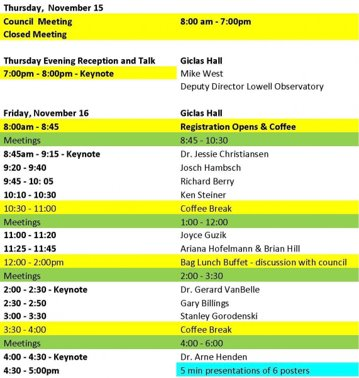 Thursday,  November 15
Council  Meeting 8:00 am - 7:00pm
Closed Meeting
Thursday Evening Reception and Talk Giclas Hall
7:00pm - 8:00pm - Keynote Mike West
Deputy Director Lowell Observatory
Friday, November 16 Giclas Hall
8:00am - 8:45 Registration Opens & Coffee
Meetings 8:45 - 10:30
8:45am - 9:15 - Keynote Dr. Jessie Christiansen
9:20 - 9:40 Josch Hambsch
9:45 - 10: 05 Richard Berry
10:10 - 10:30 Ken Steiner
10:30 - 11:00 Coffee Break
Meetings 1:00 - 12:00
11:00 - 11:20 Joyce Guzik
11:25 - 11:45 Ariana Hofelmann & Brian Hill
12:00 - 2:00pm Bag Lunch Buffet - discussion with council
Meetings 2:00 - 3:30
2:00 - 2:30 - Keynote Dr. Gerard VanBelle
2:30 - 2:50 Gary Billings
3:00 - 3:30 Stanley Gorodenski
3:30 - 4:00 Coffee Break
Meetings 4:00 - 6:00
4:00 - 4:30 - Keynote Dr. Arne Henden
4:30 - 5:00pm 5 min presentations of 6 posters